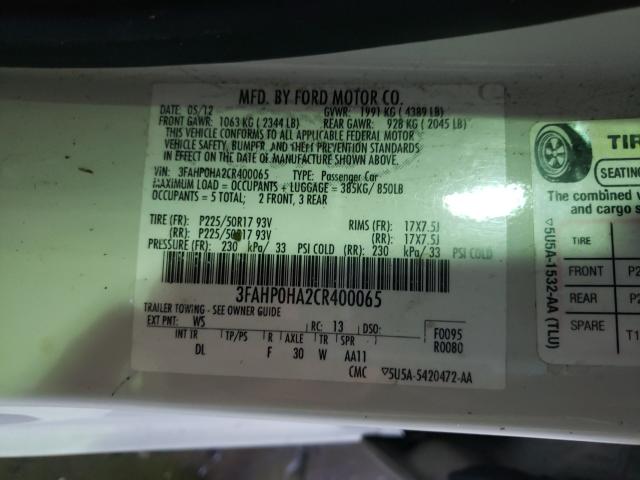 MFD. BY FORD MOTOR CO.
DATE: 05/12 GVWR: 1991 KG ( 4389 LB)
FRONT GAWR: 1063 KG ( 2344 LB) REAR GAWR: 928 KG ( 2045 LB)
THIS VEHICLE CONFORMS TO ALL APPLICABLE FEDERAL MOTOR
VEHICLE SAFETY, BUMPER, AND THEFT PREVENTION STANDARDS
IN EFFECT ON THE DATE OF MANUFACTURE SHOWN ABOVE.
VIN: 3FAHP0HA2CR400065 TYPE: Passenger Car
MAXIMUM LOAD = OCCUPANTS + LUGGAGE = 385KG/ 850LB
OCCUPANTS = 5 TOTAL; 2 FRONT, 3 REAR
TIRE (FR): P225/50R17 93V RIMS (FR): 17X7.5J
(RR): P225/50R17 93V (RR): 17X7.5J
PRESSURE (FR): 230 kPa/ 33 PSI COLD (RR): 230 kPa/ 33 PSI COLD
3FAHP0HA2CR400065
TRAILER TOWING - SEE OWNER GUIDE
EXT PNT: WS RC: 13 DSO: F0095
INT TR TP/PS R AXLE TR SPR R0080
DL F 30 W AA11
CMC ▽5U5A-5420472-AA
▽5U5A-1532-AA (TLU)
TIR
SEATING
The combined
and cargo s
TIRE
FRONT P2
REAR P2
SPARE T1